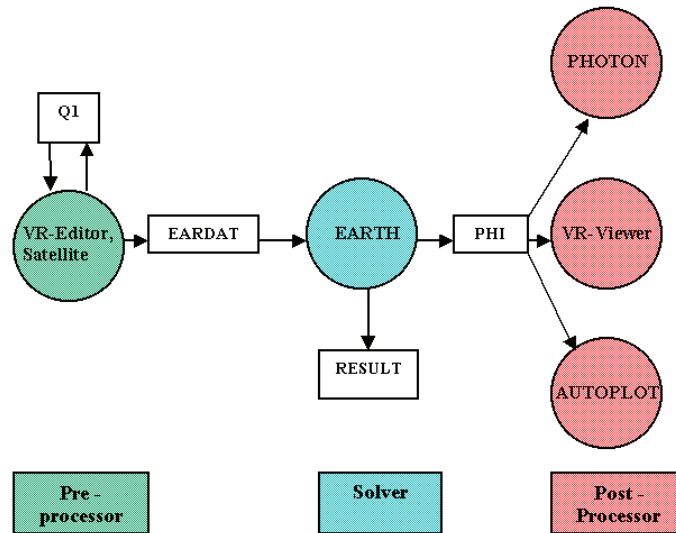 PHOTON
Q1
VR-Editor,
Satellite
EARDAT
EARTH
PHI
VR-Viewer
RESULT
AUTOPLOT
Pre -
processor
Solver
Post -
Processor